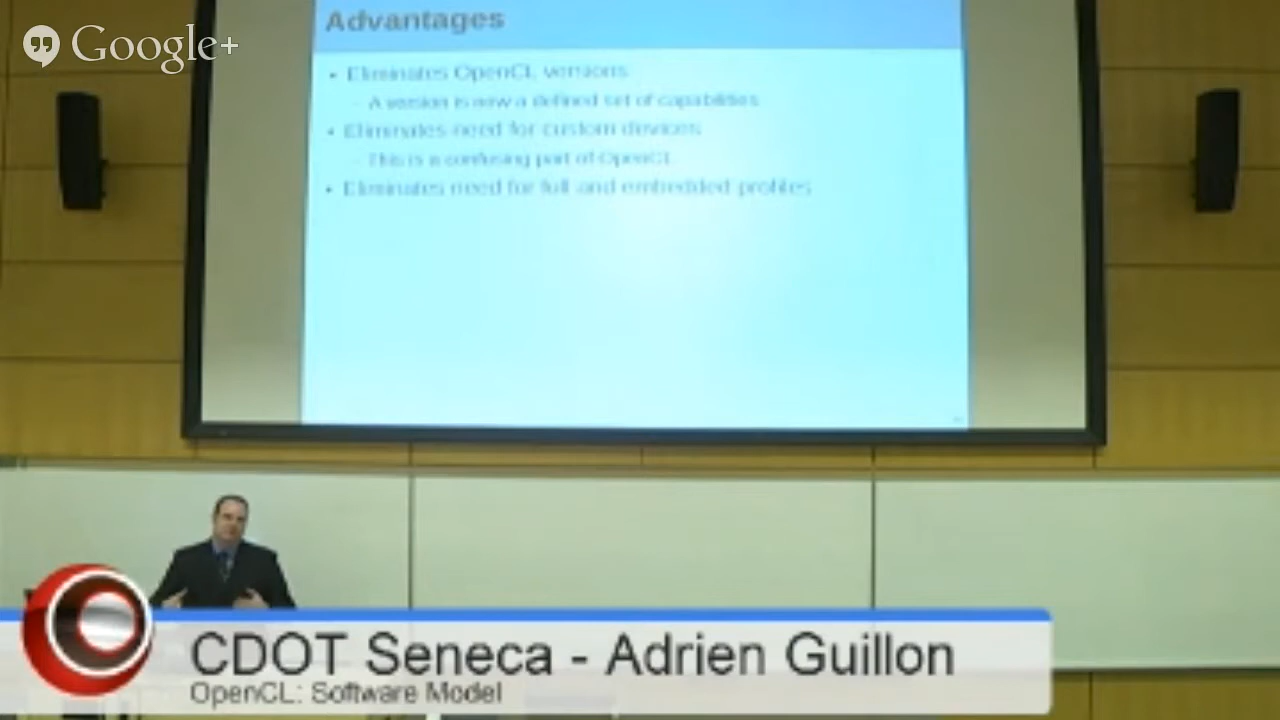 Google+
Advantages
• Eliminates OpenCL versions
– A version is now a defined set of capabilities
• Eliminates need for custom devices
– This is a confusing part of OpenCL
• Eliminates need for full and embedded profiles
CDOT Seneca - Adrien Guillon
OpenCL: Software Model